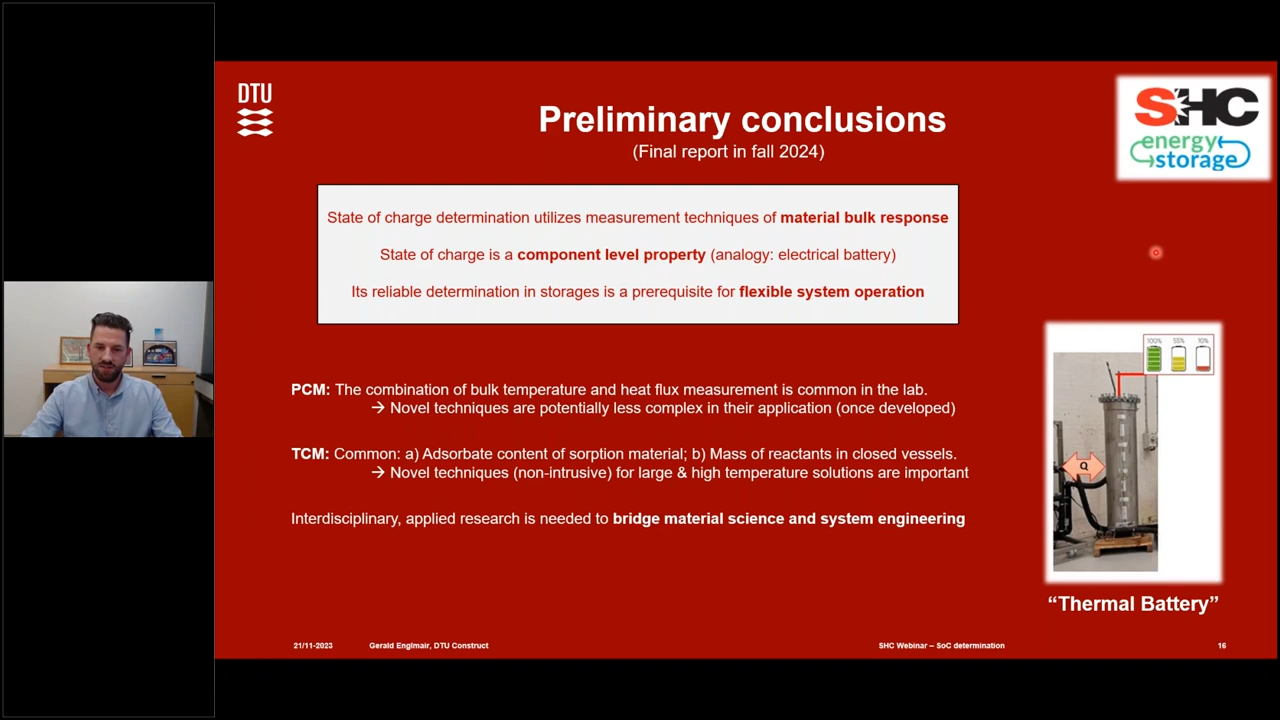 DTU
Preliminary conclusions
(Final report in fall 2024)
SHC
energy
storage
State of charge determination utilizes measurement techniques of material bulk response
State of charge is a component level property (analogy: electrical battery)
Its reliable determination in storages is a prerequisite for flexible system operation
100% 55% 10%
Q
PCM: The combination of bulk temperature and heat flux measurement is common in the lab.
→ Novel techniques are potentially less complex in their application (once developed)
TCM: Common: a) Adsorbate content of sorption material; b) Mass of reactants in closed vessels.
→ Novel techniques (non-intrusive) for large & high temperature solutions are important
Interdisciplinary, applied research is needed to bridge material science and system engineering
“Thermal Battery”
21/11-2023 Gerald Englmair, DTU Construct SHC Webinar – SoC determination 16